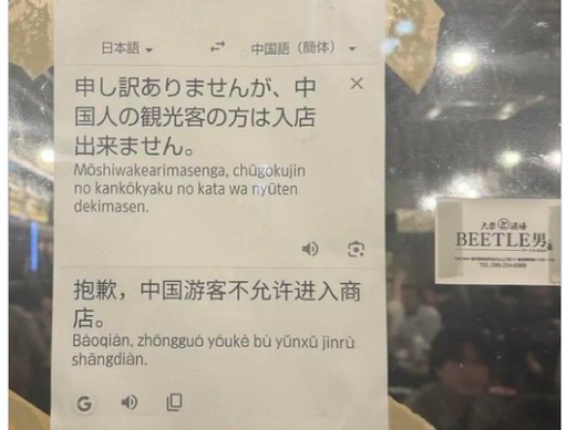 日本語
中国語（簡体）
申し訳ありませんが、中
国人の観光客の方は入店
出来ません。
Mōshiwakearimasenga, chūgokujin
no kankōkyaku no kata wa nyūten
dekimasen.
抱歉，中国游客不允许进入商
店。
Bàoqiàn, zhōngguó yóukè bù yǔnxǔ jìnrù
shāngdiàn.
G
BEETLE男